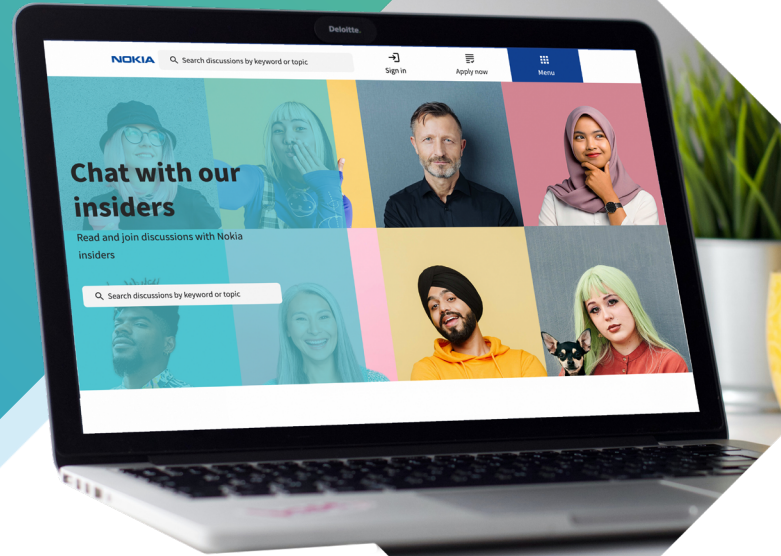 Deloitte.
NOKIA
Search discussions by keyword or topic
Sign in
Apply now
Menu
Chat with our
insiders
Read and join discussions with Nokia
insiders
Search discussions by keyword or topic